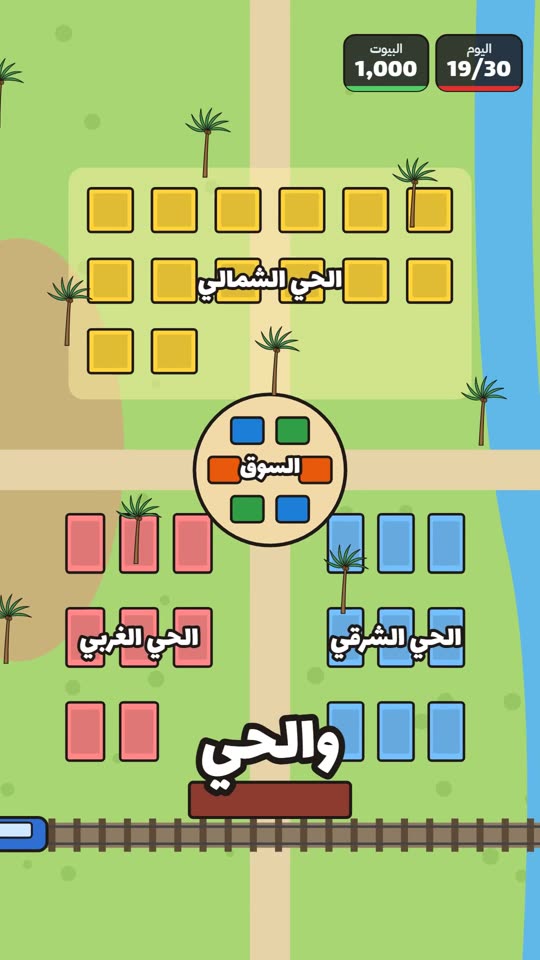 اليوم
19/30
البيوت
1,000
الحي الشمالي
السوق
الحي الغربي
الحي الشرقي
والحي